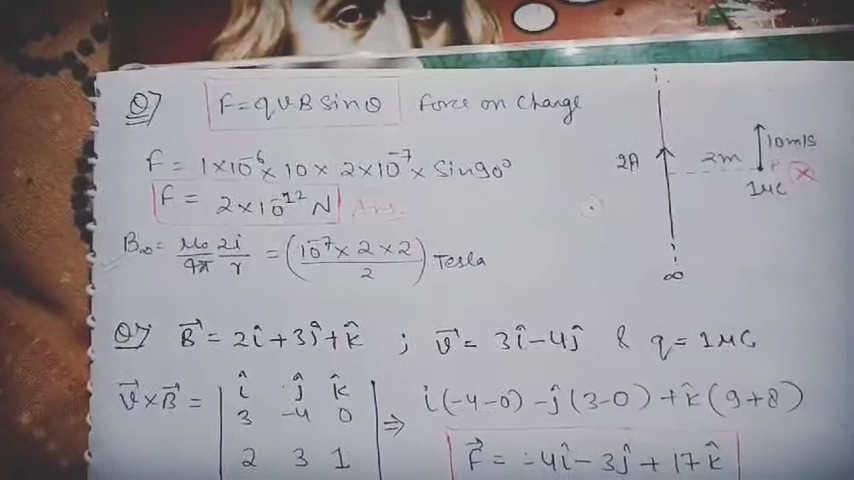 Q7 F = qvB sinθ Force on Change
F = 1×10⁻⁶ × 10 × 2×10⁻⁷ × Sin90°
F = 2×10⁻¹² N Ans.
B∞ = μ₀/4π 2i/r = (10⁻⁷ × 2 × 2 / 2) Tesla
2A 2m 10m/s
P ×
1μC
∞
Q7 B⃗ = 2î+3ĵ+k̂ ; v⃗ = 3î-4ĵ & q = 1μC
v⃗×B⃗ = | î ĵ k̂ | ⇒ i(-4-0) -ĵ(3-0) +k̂(9+8)
3 -4 0
2 3 1 F⃗ = -4î - 3ĵ + 17k̂